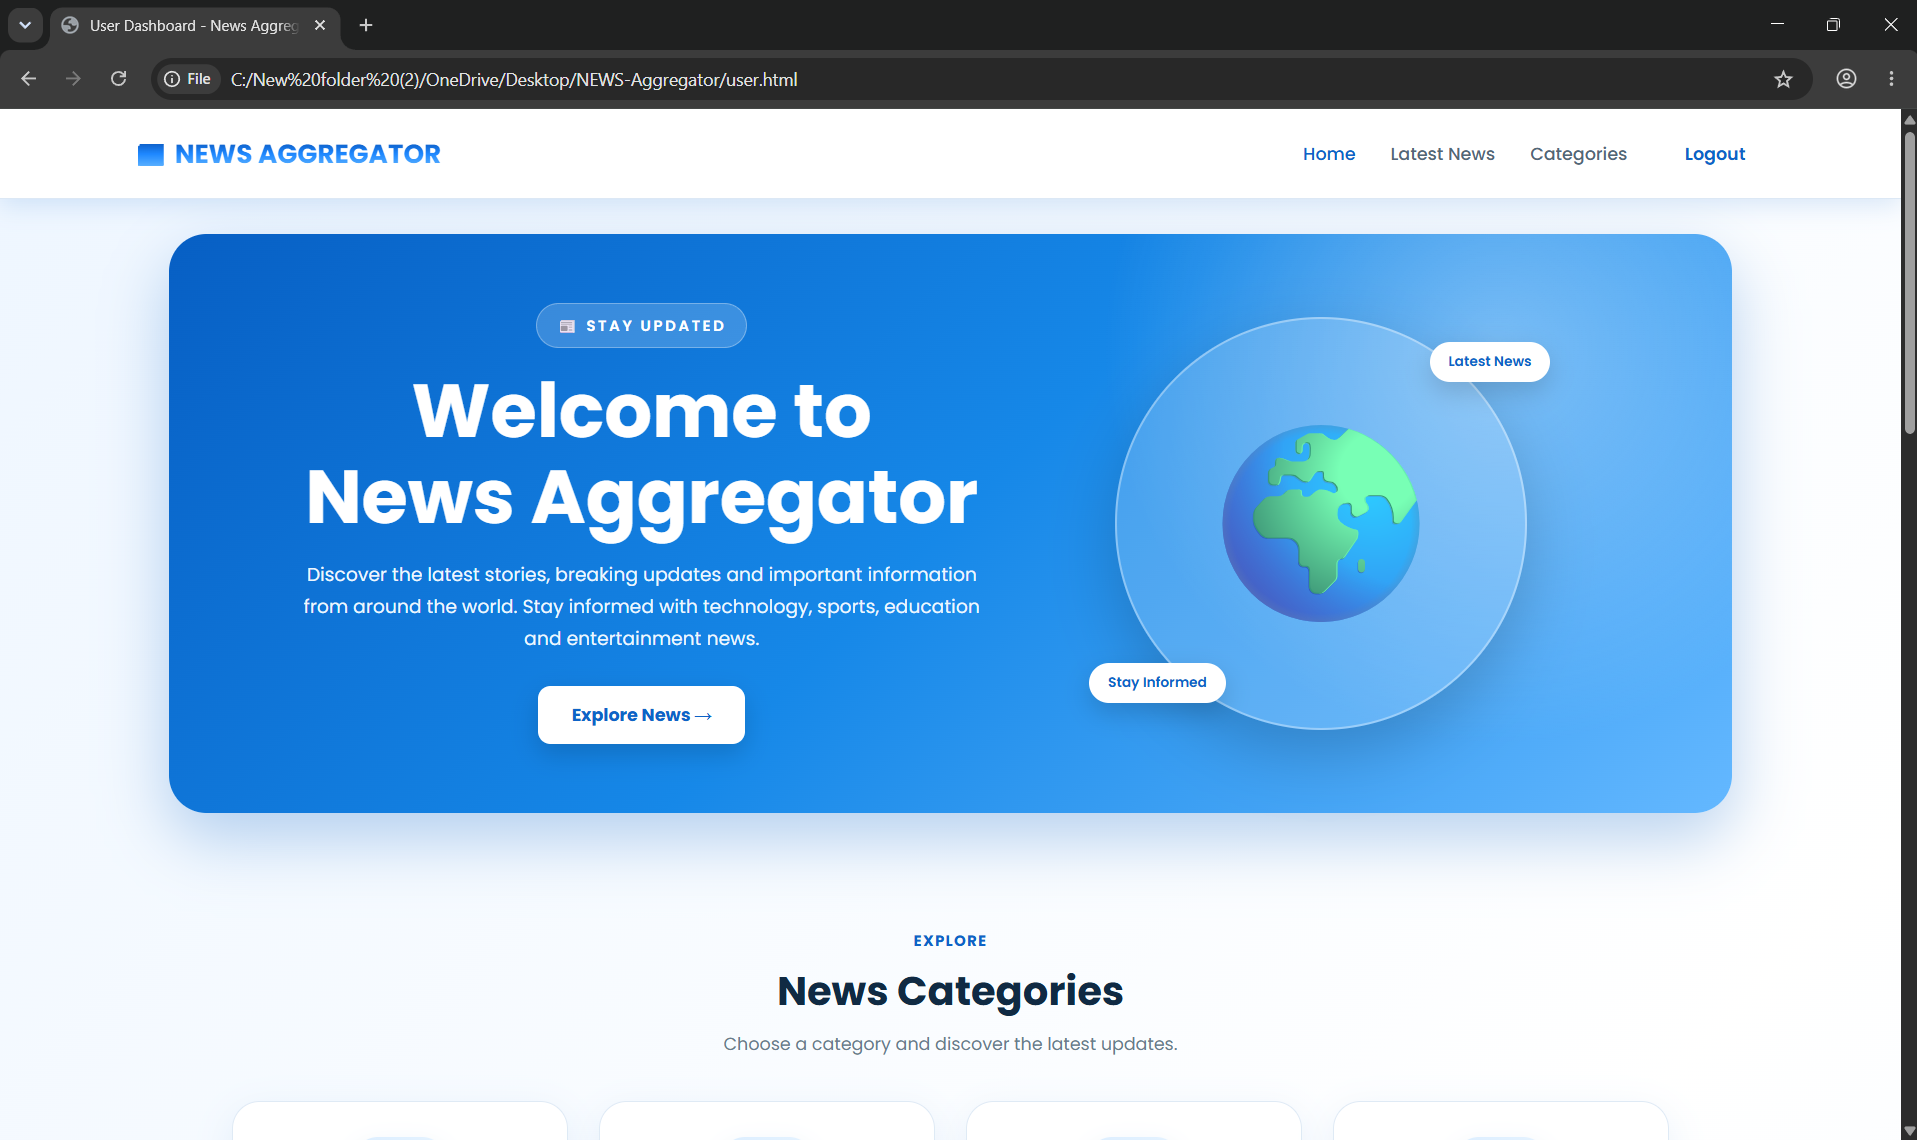 User Dashboard - News Aggreg
File
C:/New%20folder%20(2)/OneDrive/Desktop/NEWS-Aggregator/user.html
NEWS AGGREGATOR
Home
Latest News
Categories
Logout
STAY UPDATED
Welcome to
News Aggregator
Discover the latest stories, breaking updates and important information
from around the world. Stay informed with technology, sports, education
and entertainment news.
Explore News →
Latest News
Stay Informed
EXPLORE
News Categories
Choose a category and discover the latest updates.